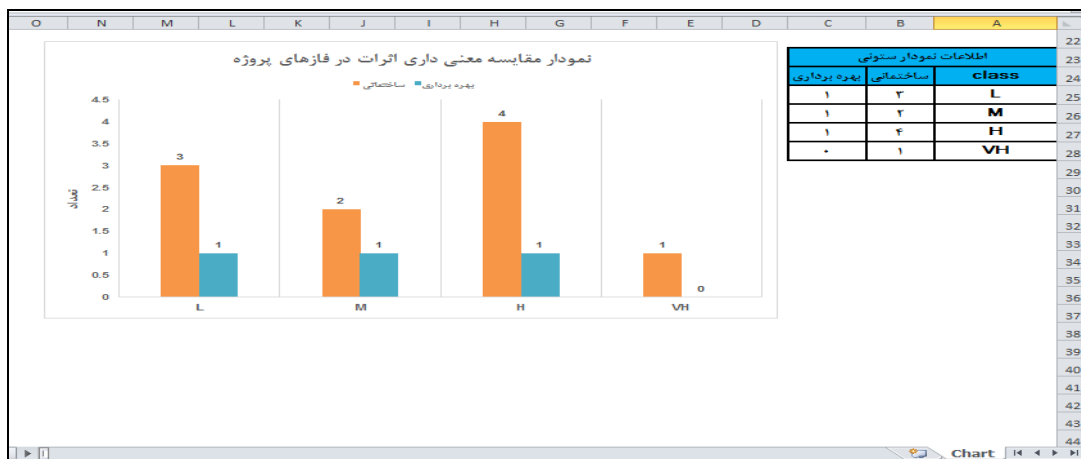 O N M L K J I H G F E D C B A
نمودار مقایسه معنی داری اثرات در فازهای پروژه
ساختمانی بهره برداری
4.5
4
3.5
3
2.5
2
1.5
1
0.5
0
تعداد
3 1 2 1 4 1 1 0
L M H VH
اطلاعات نمودار ستونی
class ساختمانی بهره برداری
L ۳ ۱
M ۲ ۱
H ۴ ۱
VH ۱ ۰
22
23
24
25
26
27
28
29
30
31
32
33
34
35
36
37
38
39
40
41
42
43
44
Chart